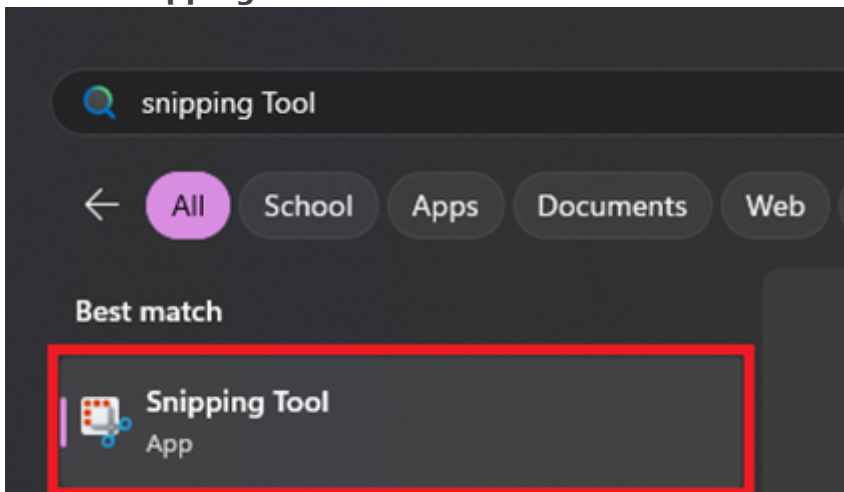 snipping Tool
All School Apps Documents Web
Best match
Snipping Tool
App